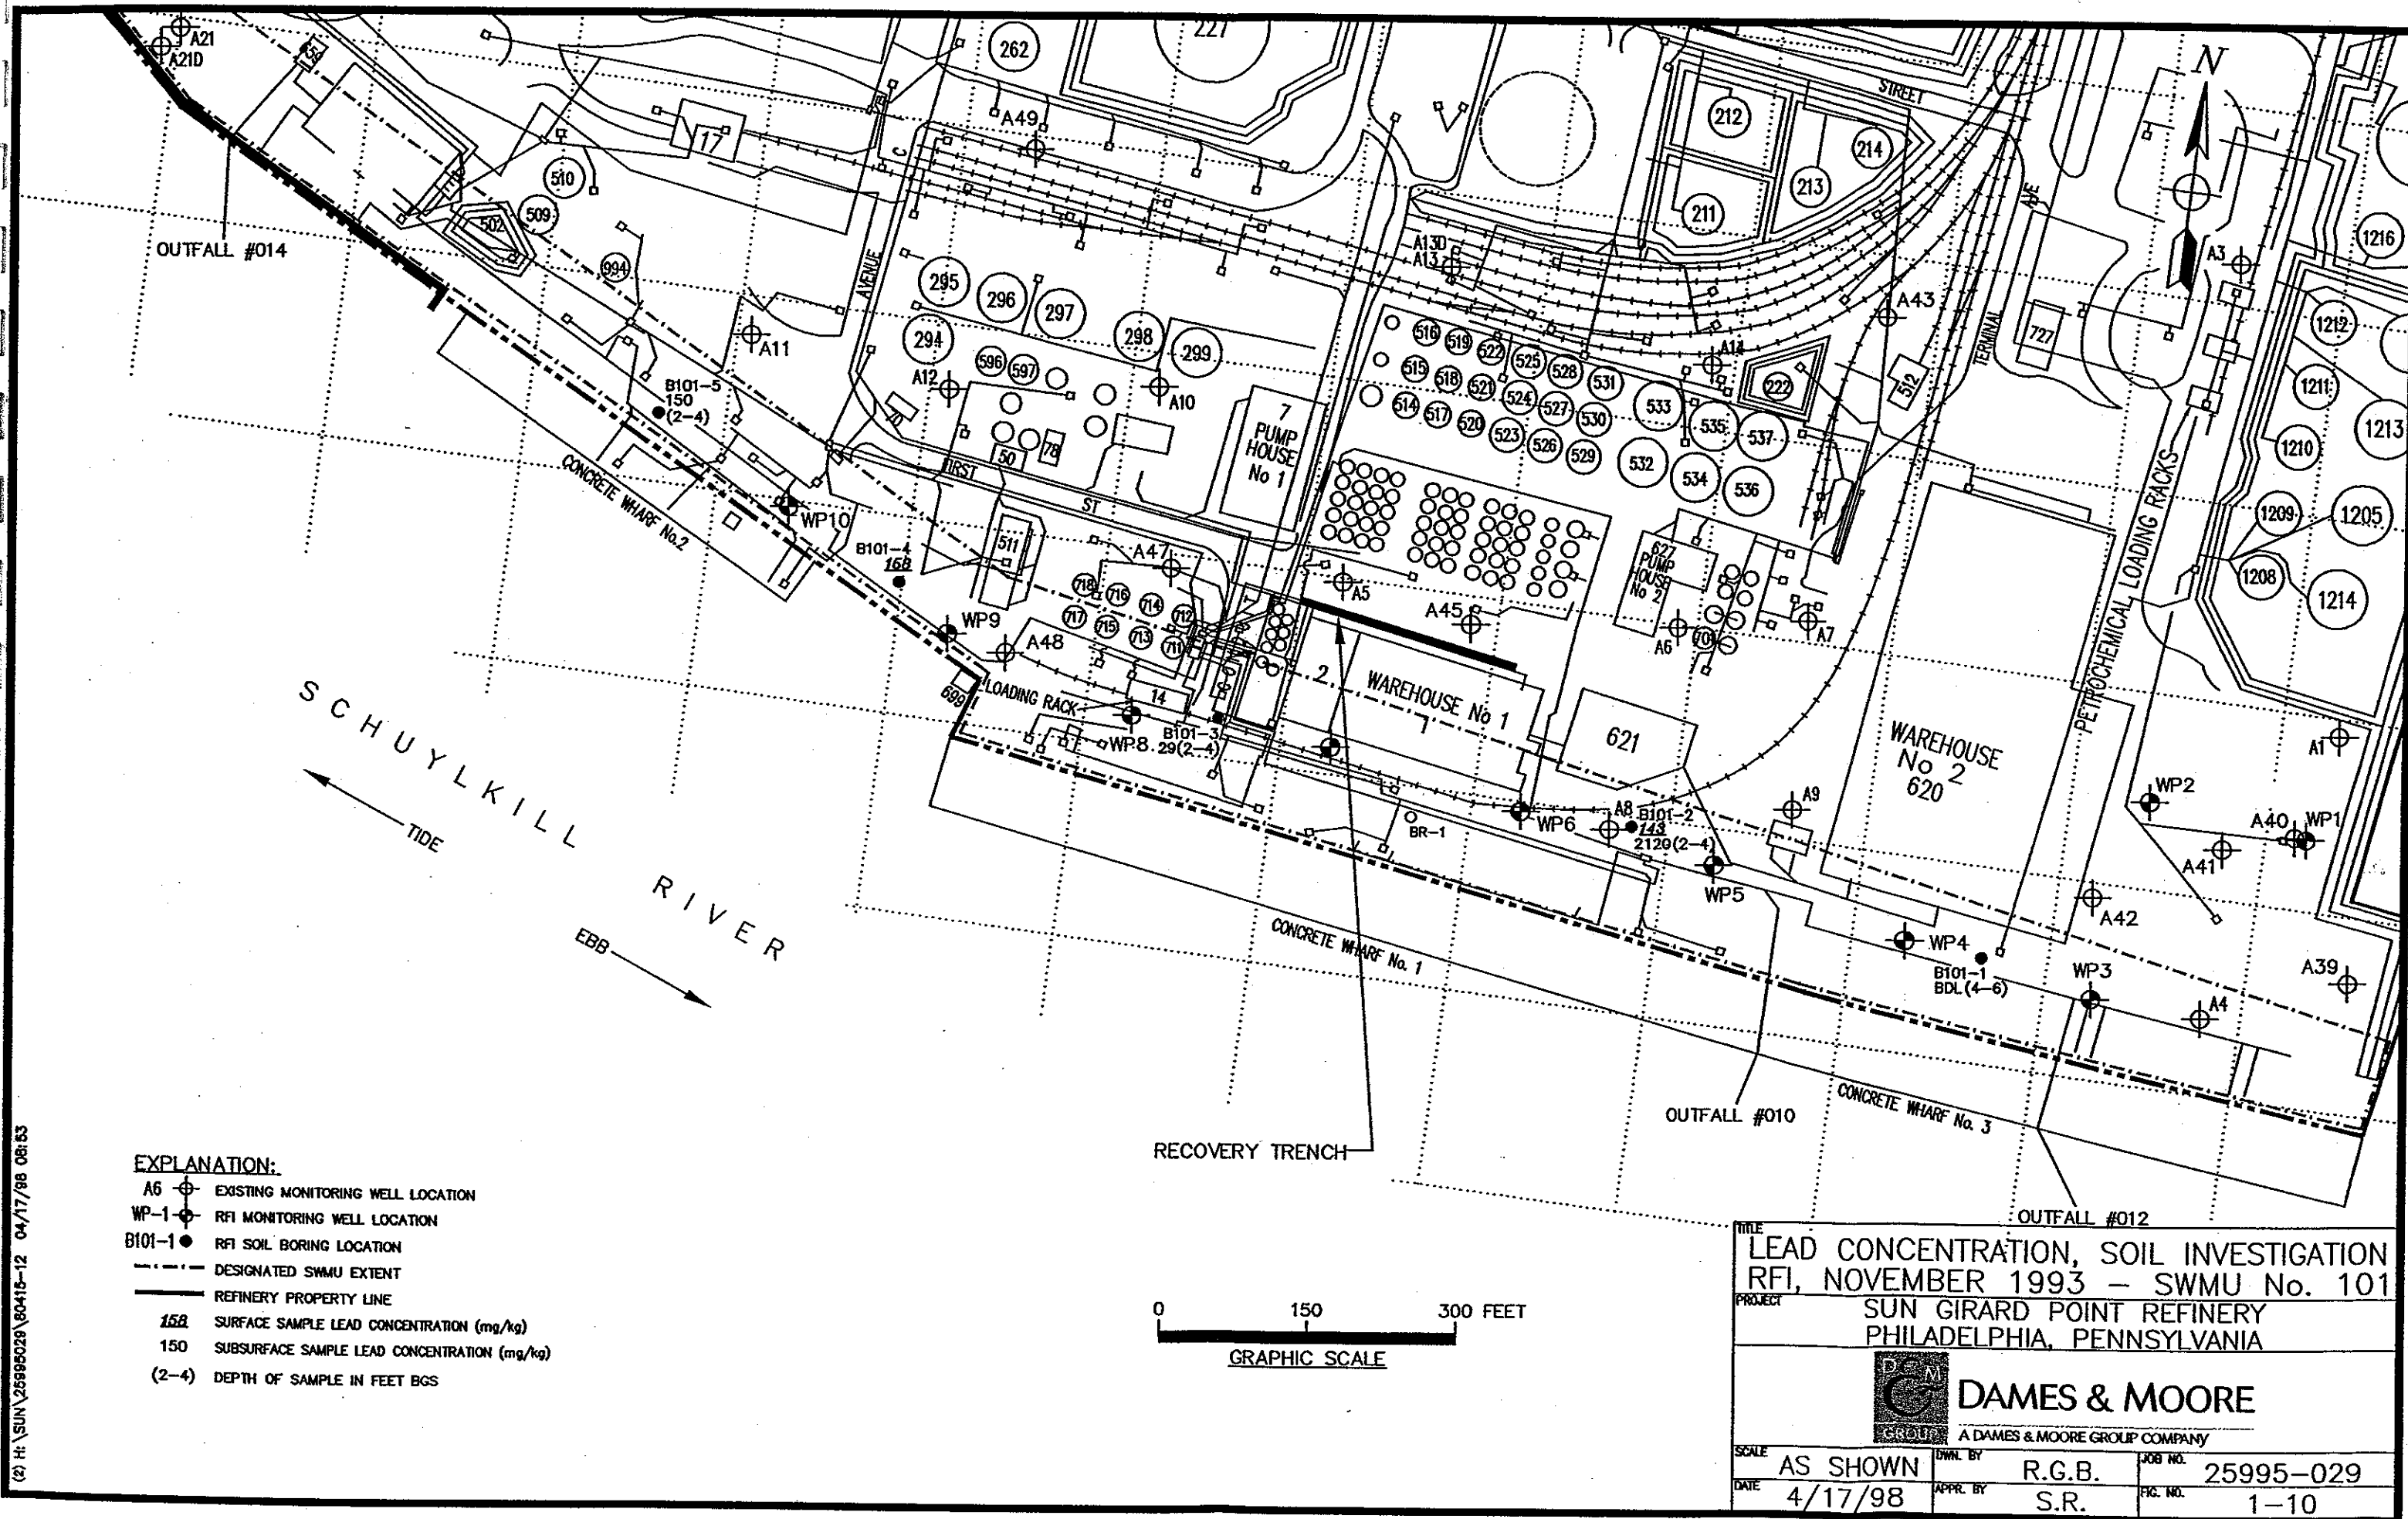 A21
A21D
659
262
227
A49
17
C
510
509
502
994
OUTFALL #014
AVENUE
295
296
297
294
298
299
596
597
A11
A12
A10
B101-5
150
(2-4)
70
50
78
7
PUMP
HOUSE
No 1
FIRST
ST
CONCRETE WHARF No.2
WP10
511
B101-4
158
A47
718
716
714
712
717
715
713
711
WP9
A48
699
LOADING RACK
14
WP8
B101-3
29(2-4)
212
211
213
214
STREET
A13D
A13
516
519
522
525
528
531
515
518
521
524
527
530
514
517
520
523
526
529
533
535
537
532
534
536
A14
222
A43
512
TERMINAL
AVE
727
N
A3
1216
1212
1211
1210
1213
1209
1205
1208
1214
PETROCHEMICAL LOADING RACKS
A5
A45
627
PUMP
HOUSE
No 2
A6
701
A7
2
WAREHOUSE No 1
621
WAREHOUSE
No 2
620
A1
WP2
A40
WP1
A41
A42
A39
WP6
A8
B101-2
143
2120(2-4)
A9
BR-1
WP5
WP4
B101-1
BDL(4-6)
WP3
A4
SCHUYLKILL
RIVER
TIDE
EBB
CONCRETE WHARF No. 1
CONCRETE WHARF No. 3
RECOVERY TRENCH
OUTFALL #010
OUTFALL #012
EXPLANATION:
A6 EXISTING MONITORING WELL LOCATION
WP-1 RFI MONITORING WELL LOCATION
B101-1 RFI SOIL BORING LOCATION
DESIGNATED SWMU EXTENT
REFINERY PROPERTY LINE
158 SURFACE SAMPLE LEAD CONCENTRATION (mg/kg)
150 SUBSURFACE SAMPLE LEAD CONCENTRATION (mg/kg)
(2-4) DEPTH OF SAMPLE IN FEET BGS
0 150 300 FEET
GRAPHIC SCALE
TITLE
LEAD CONCENTRATION, SOIL INVESTIGATION
RFI, NOVEMBER 1993 - SWMU No. 101
PROJECT
SUN GIRARD POINT REFINERY
PHILADELPHIA, PENNSYLVANIA
D M
GROUP
DAMES & MOORE
A DAMES & MOORE GROUP COMPANY
SCALE AS SHOWN
DWN. BY R.G.B.
JOB NO. 25995-029
DATE 4/17/98
APPR. BY S.R.
FIG. NO. 1-10
(2) H:\SUN\25995029\80415-12 04/17/98 08:53